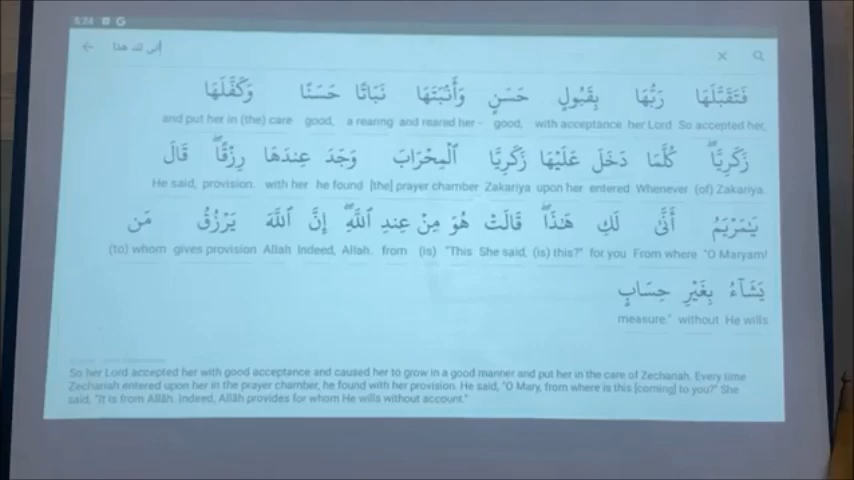 5:24 G
أنى لك هذا
فَتَقَبَّلَهَا رَبُّهَا بِقَبُولٍ حَسَنٍ وَأَنۢبَتَهَا نَبَاتًا حَسَنًا وَكَفَّلَهَا
and put her in (the) care good, a rearing and reared her - good, with acceptance her Lord So accepted her,
زَكَرِيَّاۖ كُلَّمَا دَخَلَ عَلَيْهَا زَكَرِيَّا ٱلْمِحْرَابَ وَجَدَ عِندَهَا رِزْقًاۖ قَالَ
He said, provision. with her he found [the] prayer chamber Zakariya upon her entered Whenever (of) Zakariya.
يَٰمَرْيَمُ أَنَّىٰ لَكِ هَٰذَاۖ قَالَتْ هُوَ مِنْ عِندِ ٱللَّهِۖ إِنَّ ٱللَّهَ يَرْزُقُ مَن
(to) whom gives provision Allah Indeed, Allah. from (is) "This She said, (is) this?" for you From where "O Maryam!
يَشَآءُ بِغَيْرِ حِسَابٍ
measure." without He wills
So her Lord accepted her with good acceptance and caused her to grow in a good manner and put her in the care of Zechariah. Every time
Zechariah entered upon her in the prayer chamber, he found with her provision. He said, "O Mary, from where is this [coming] to you?" She
said, "It is from Allāh. Indeed, Allāh provides for whom He wills without account."